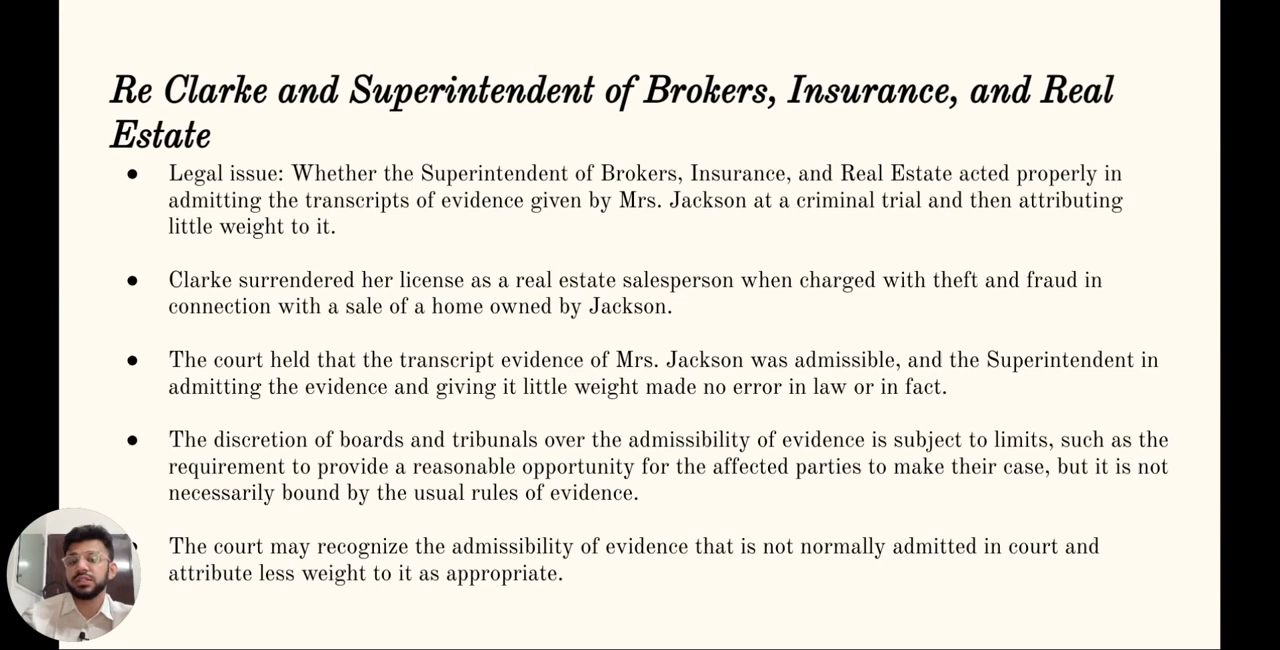 Re Clarke and Superintendent of Brokers, Insurance, and Real
Estate
● Legal issue: Whether the Superintendent of Brokers, Insurance, and Real Estate acted properly in
admitting the transcripts of evidence given by Mrs. Jackson at a criminal trial and then attributing
little weight to it.
● Clarke surrendered her license as a real estate salesperson when charged with theft and fraud in
connection with a sale of a home owned by Jackson.
● The court held that the transcript evidence of Mrs. Jackson was admissible, and the Superintendent in
admitting the evidence and giving it little weight made no error in law or in fact.
● The discretion of boards and tribunals over the admissibility of evidence is subject to limits, such as the
requirement to provide a reasonable opportunity for the affected parties to make their case, but it is not
necessarily bound by the usual rules of evidence.
The court may recognize the admissibility of evidence that is not normally admitted in court and
attribute less weight to it as appropriate.